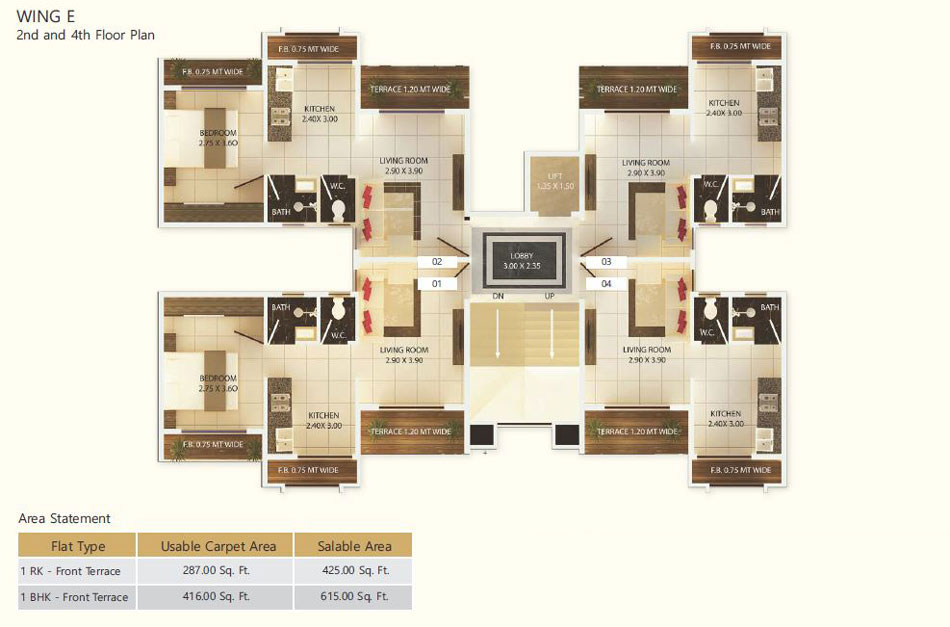 WING E
2nd and 4th Floor Plan
F.B. 0.75 MT WIDE
F.B. 0.75 MT WIDE
F.B. 0.75 MT WIDE
TERRACE 1.20 MT WIDE
TERRACE 1.20 MT WIDE
KITCHEN
2.40X 3.00
KITCHEN
2.40 X 3.00
BEDROOM
2.75 X 3.60
LIVING ROOM
2.90 X 3.90
LIVING ROOM
2.90 X 3.90
LIFT
1.35 X 1.50
W.C.
BATH
W.C.
BATH
LOBBY
3.00 X 2.35
02
03
01
04
DN
UP
BATH
W.C.
W.C.
BATH
LIVING ROOM
2.90 X 3.90
LIVING ROOM
2.90 X 3.90
BEDROOM
2.75 X 3.60
KITCHEN
2.40X 3.00
KITCHEN
2.40 X 3.00
TERRACE 1.20 MT WIDE
TERRACE 1.20 MT WIDE
F.B. 0.75 MT WIDE
F.B. 0.75 MT WIDE
F.B. 0.75 MT WIDE
Area Statement
Flat Type Usable Carpet Area Salable Area
1 RK - Front Terrace 287.00 Sq. Ft. 425.00 Sq. Ft.
1 BHK - Front Terrace 416.00 Sq. Ft. 615.00 Sq. Ft.